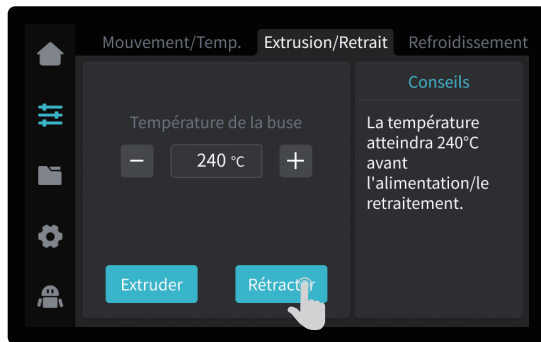 Mouvement/Temp. Extrusion/Retrait Refroidissement
Conseils
Température de la buse
240 °C
La température
atteindra 240°C
avant
l'alimentation/le
retraitement.
Extruder Rétracter